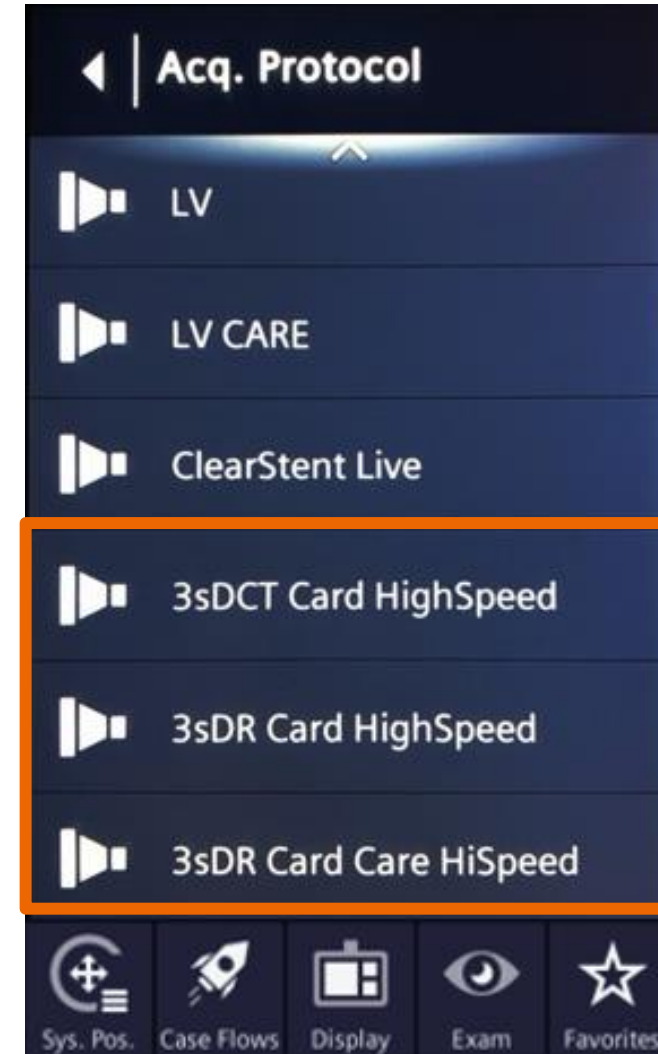 Acq. Protocol
LV
LV CARE
ClearStent Live
3sDCT Card HighSpeed
3sDR Card HighSpeed
3sDR Card Care HiSpeed
Sys. Pos. Case Flows Display Exam Favorites